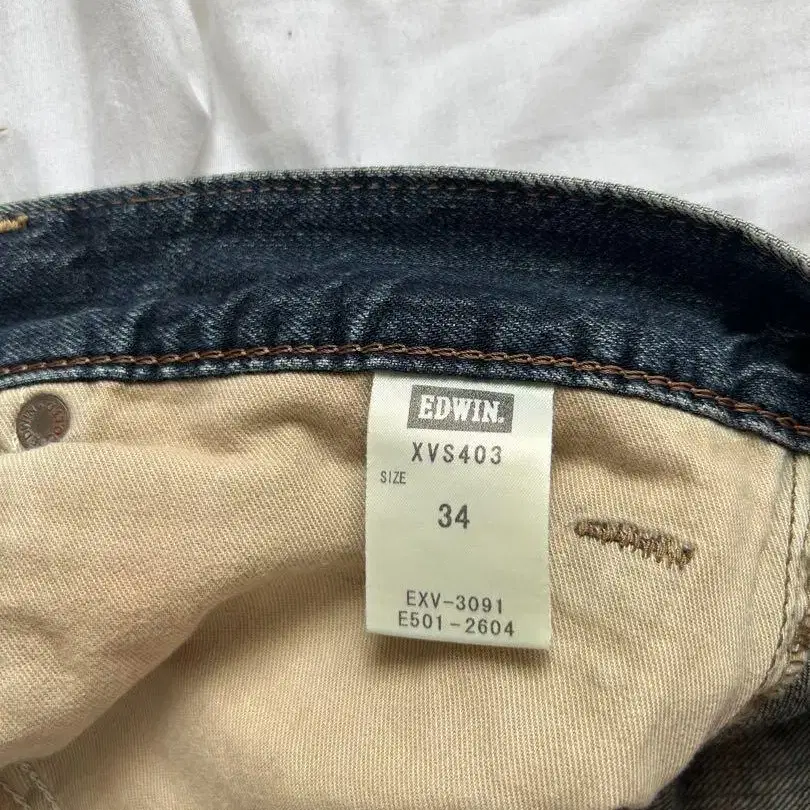 EDWIN.
XVS403
SIZE
34
EXV-3091
E501-2604